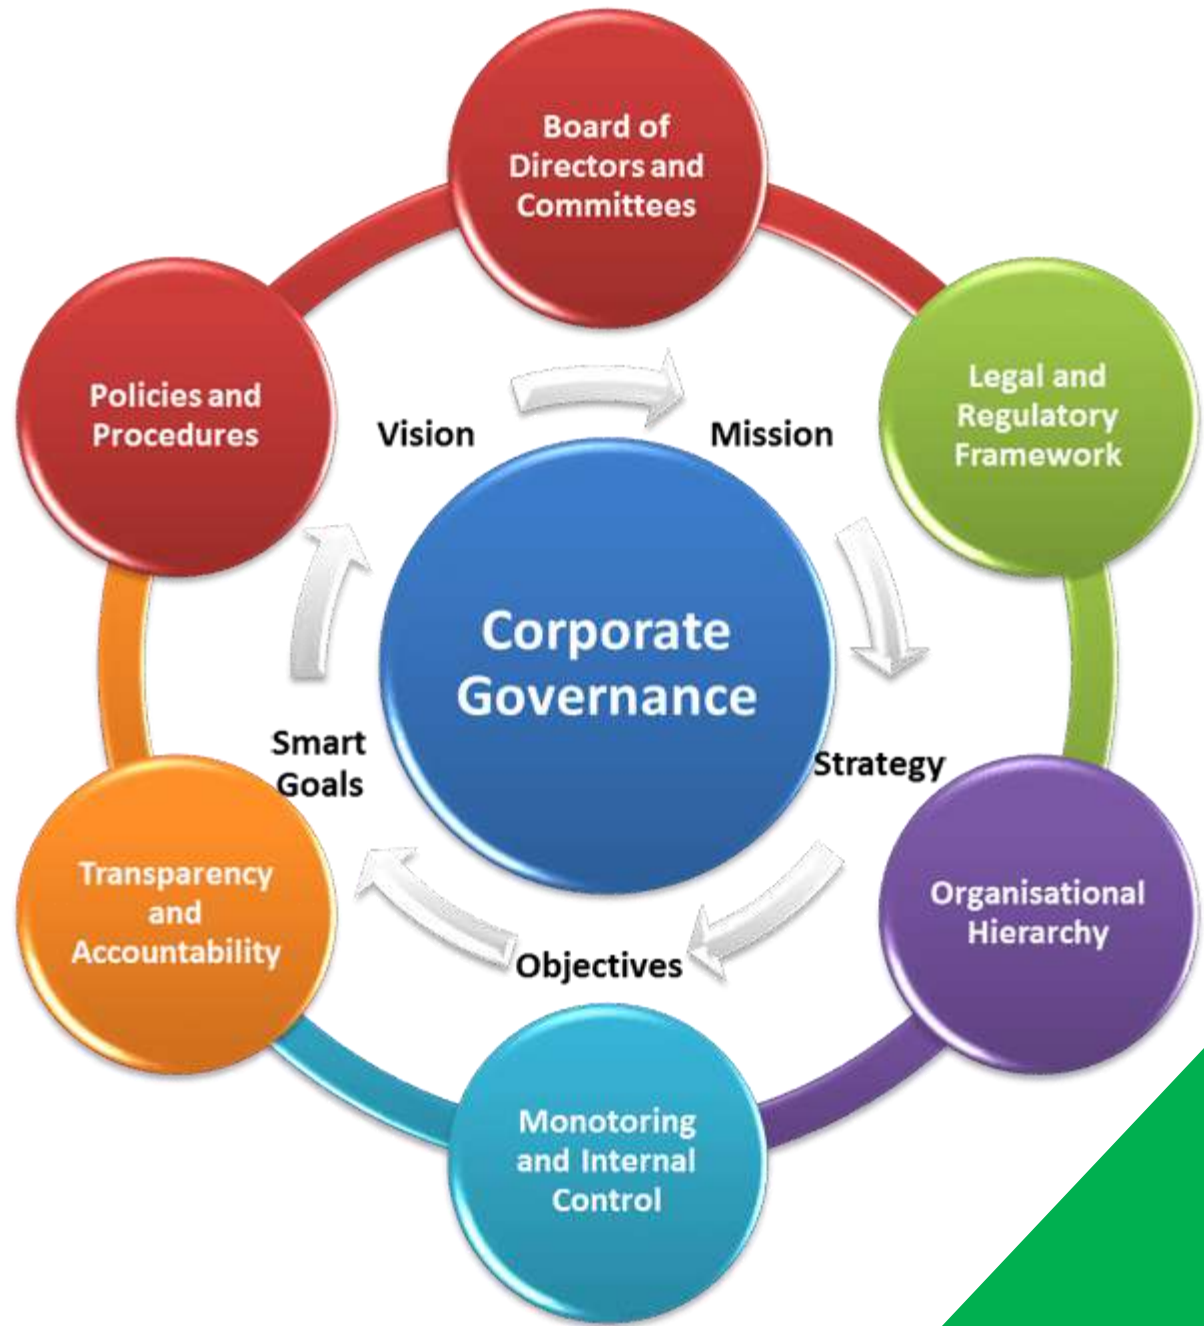 Board of
Directors and
Committees
Policies and
Procedures
Legal and
Regulatory
Framework
Vision
Mission
Corporate
Governance
Smart
Goals
Strategy
Transparency
and
Accountability
Organisational
Hierarchy
Objectives
Monotoring
and Internal
Control